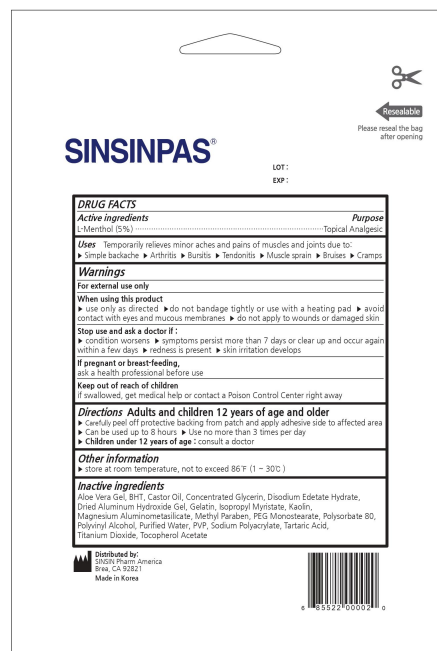 Resealable
Please reseal the bag
after opening
SINSINPAS®
LOT :
EXP :
DRUG FACTS
Active ingredients Purpose
L-Menthol (5%) ........ Topical Analgesic
Uses Temporarily relieves minor aches and pains of muscles and joints due to:
▶ Simple backache ▶ Arthritis ▶ Bursitis ▶ Tendonitis ▶ Muscle sprain ▶ Bruises ▶ Cramps
Warnings
For external use only
When using this product
▶ use only as directed ▶do not bandage tightly or use with a heating pad ▶ avoid
contact with eyes and mucous membranes ▶ do not apply to wounds or damaged skin
Stop use and ask a doctor if :
▶ condition worsens ▶ symptoms persist more than 7 days or clear up and occur again
within a few days ▶ redness is present ▶ skin irritation develops
If pregnant or breast-feeding,
ask a health professional before use
Keep out of reach of children
if swallowed, get medical help or contact a Poison Control Center right away
Directions Adults and children 12 years of age and older
▶ Carefully peel off protective backing from patch and apply adhesive side to affected area
▶ Can be used up to 8 hours ▶ Use no more than 3 times per day
▶ Children under 12 years of age : consult a doctor
Other information
▶ store at room temperature, not to exceed 86℉ (1 ~ 30℃)
Inactive ingredients
Aloe Vera Gel, BHT, Castor Oil, Concentrated Glycerin, Disodium Edetate Hydrate,
Dried Aluminum Hydroxide Gel, Gelatin, Isopropyl Myristate, Kaolin,
Magnesium Aluminometasilicate, Methyl Paraben, PEG Monostearate, Polysorbate 80,
Polyvinyl Alcohol, Purified Water, PVP, Sodium Polyacrylate, Tartaric Acid,
Titanium Dioxide, Tocopherol Acetate
Distributed by:
SINSIN Pharm America
Brea, CA 92821
Made in Korea
6 85522 00002 0